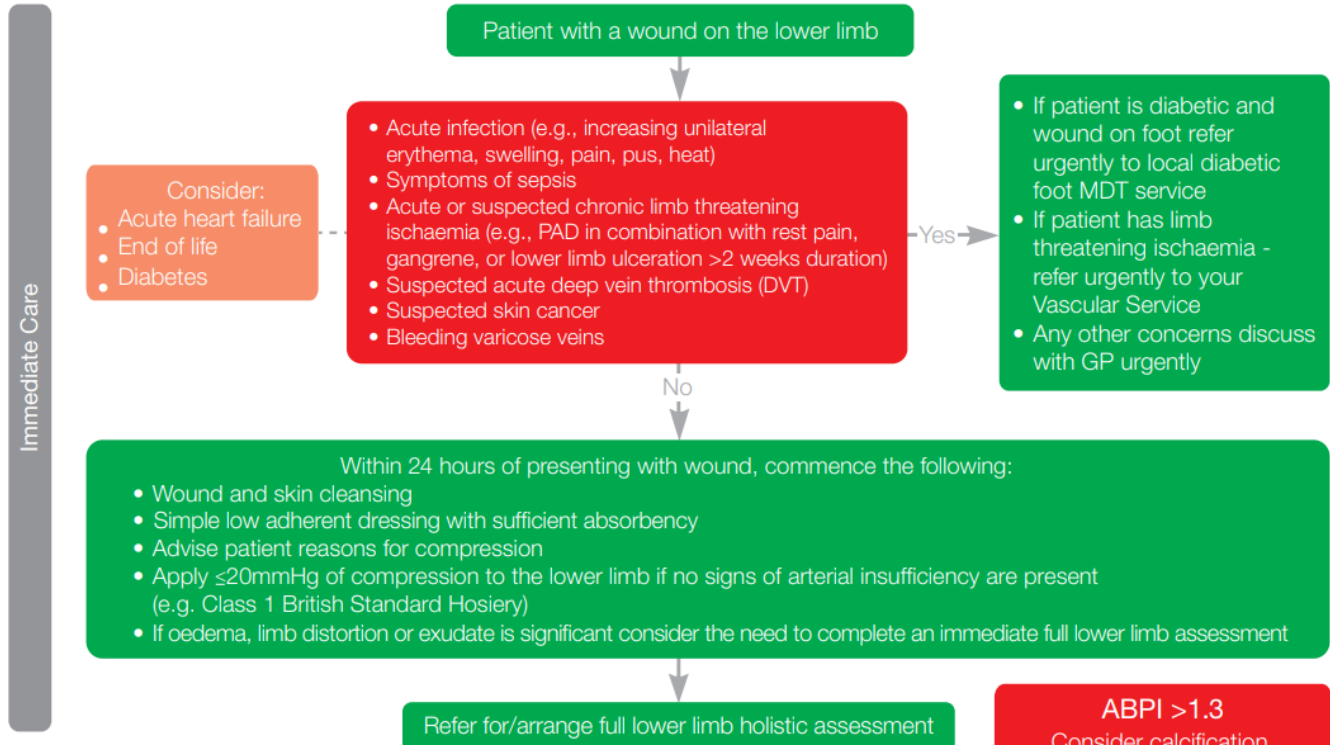 Immediate Care
Patient with a wound on the lower limb
Consider:
• Acute heart failure
• End of life
• Diabetes
• Acute infection (e.g., increasing unilateral
erythema, swelling, pain, pus, heat)
• Symptoms of sepsis
• Acute or suspected chronic limb threatening
ischaemia (e.g., PAD in combination with rest pain,
gangrene, or lower limb ulceration >2 weeks duration)
• Suspected acute deep vein thrombosis (DVT)
• Suspected skin cancer
• Bleeding varicose veins
Yes
• If patient is diabetic and
wound on foot refer
urgently to local diabetic
foot MDT service
• If patient has limb
threatening ischaemia -
refer urgently to your
Vascular Service
• Any other concerns discuss
with GP urgently
No
Within 24 hours of presenting with wound, commence the following:
• Wound and skin cleansing
• Simple low adherent dressing with sufficient absorbency
• Advise patient reasons for compression
• Apply ≤20mmHg of compression to the lower limb if no signs of arterial insufficiency are present
(e.g. Class 1 British Standard Hosiery)
• If oedema, limb distortion or exudate is significant consider the need to complete an immediate full lower limb assessment
Refer for/arrange full lower limb holistic assessment
ABPI >1.3
Consider calcification